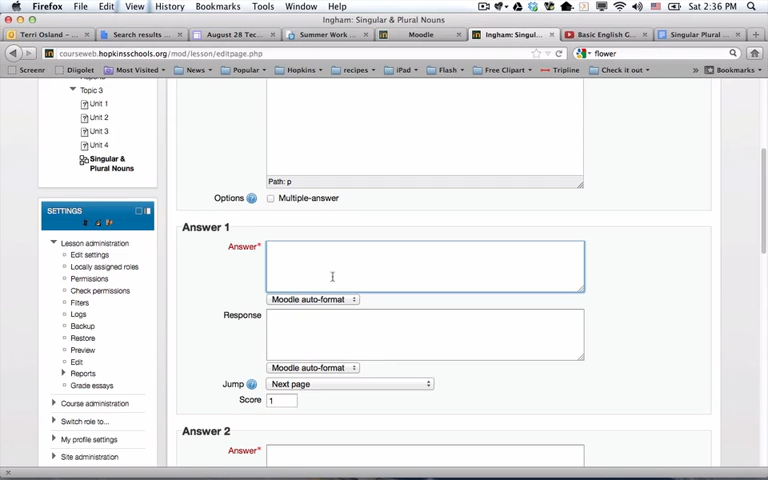 Firefox File Edit View History Bookmarks Tools Window Help Sat 2:36 PM
Ingham: Singular & Plural Nouns
Terri Osland - ... Search results ... August 28 Tec... Summer Work ... Moodle Ingham: Singul... Basic English G... Singular Plural ...
courseweb.hopkinsschools.org/mod/lesson/editpage.php flower
Screenr Diigolet Most Visited News Popular Hopkins recipes iPad Flash Free Clipart Tripline Check it out Bookmarks
Topic 3
Unit 1
Unit 2
Unit 3
Unit 4
Singular &
Plural Nouns
Path: p
Options Multiple-answer
SETTINGS
Lesson administration
Edit settings
Locally assigned roles
Permissions
Check permissions
Filters
Logs
Backup
Restore
Preview
Edit
Reports
Grade essays
Course administration
Switch role to...
My profile settings
Site administration
Answer 1
Answer*
Moodle auto-format
Response
Moodle auto-format
Jump Next page
Score 1
Answer 2
Answer*